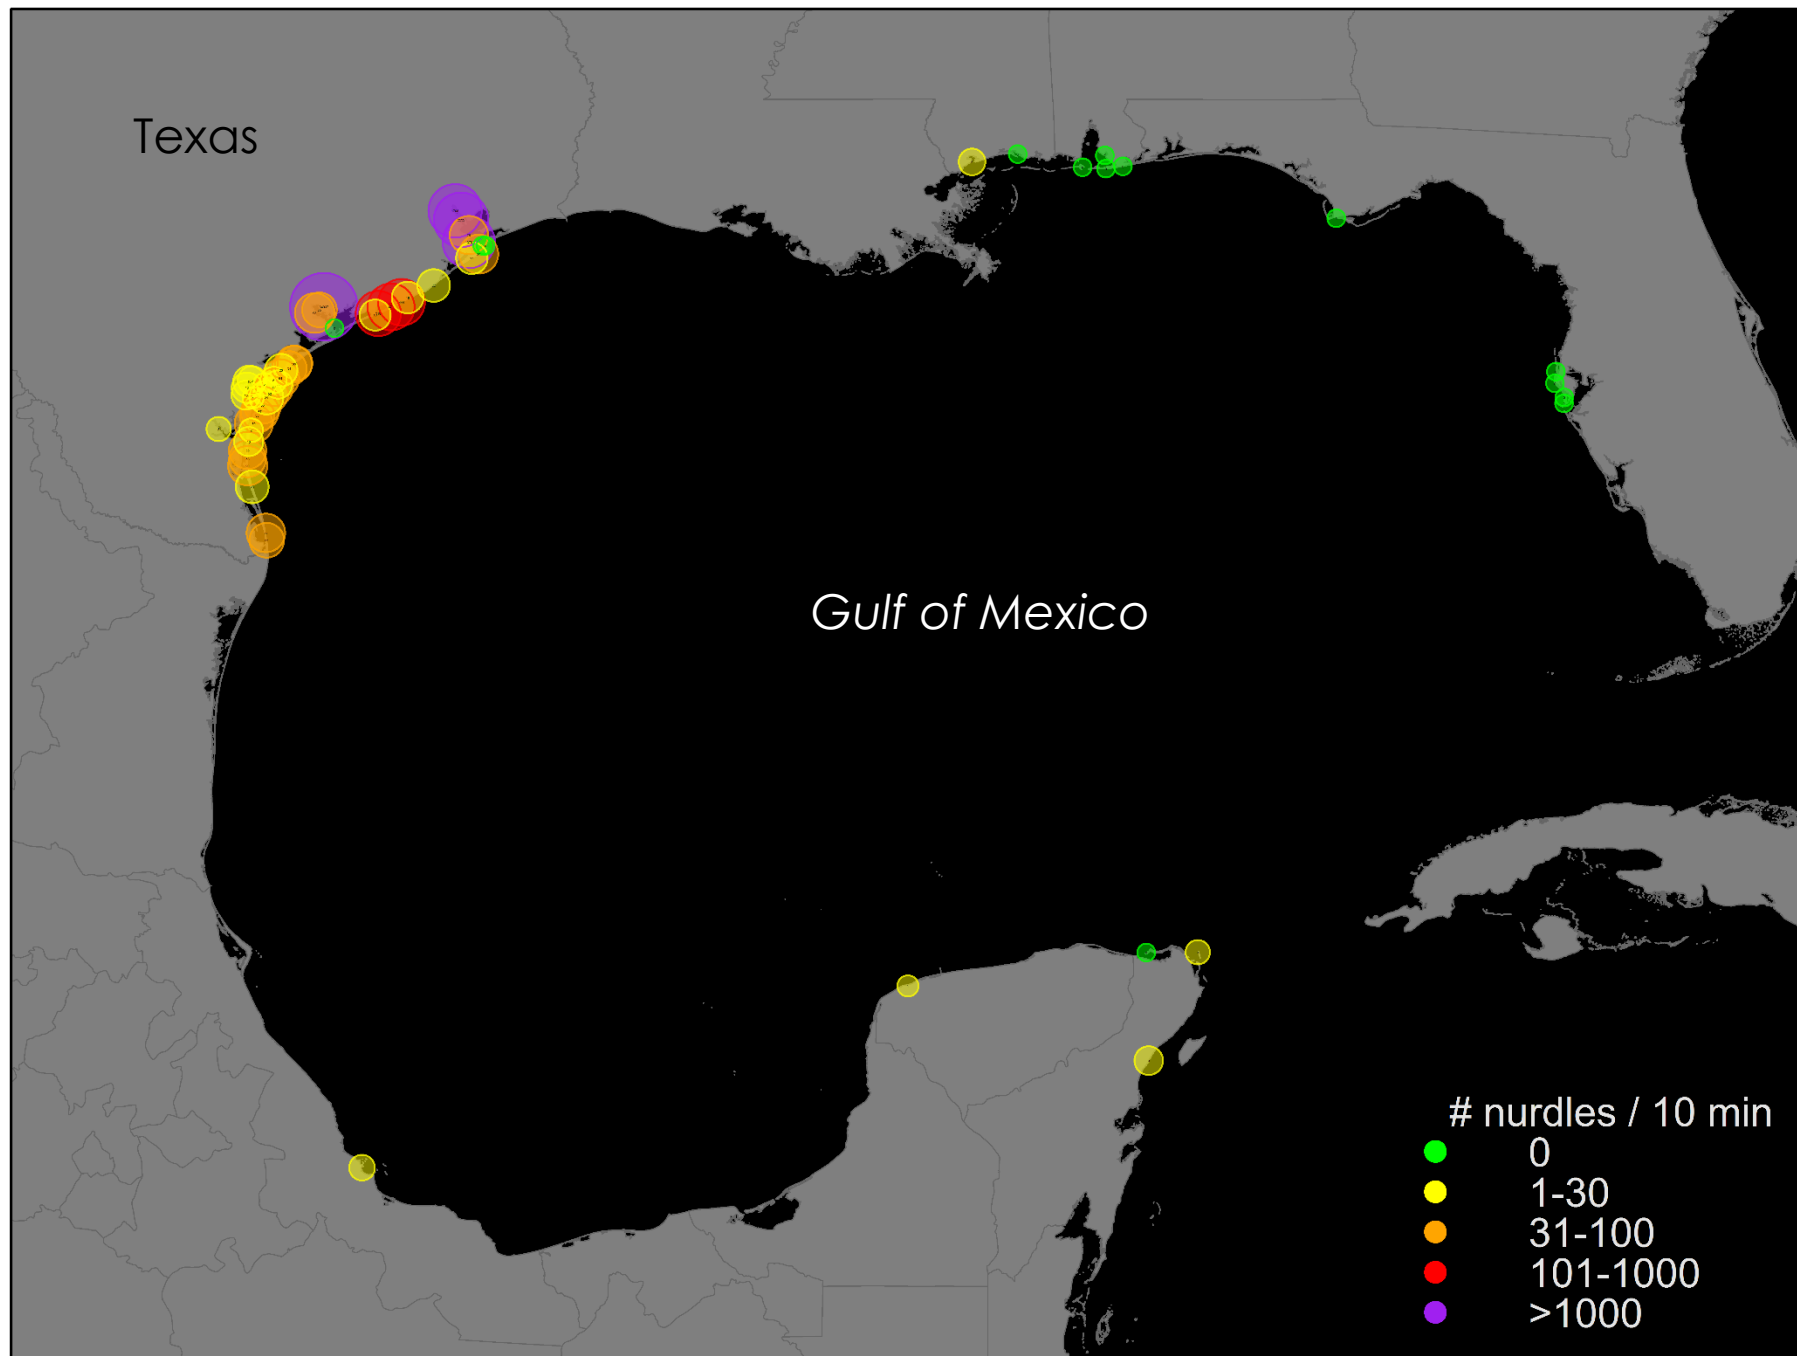 Texas
Gulf of Mexico
# nurdles / 10 min
0
1-30
31-100
101-1000
>1000